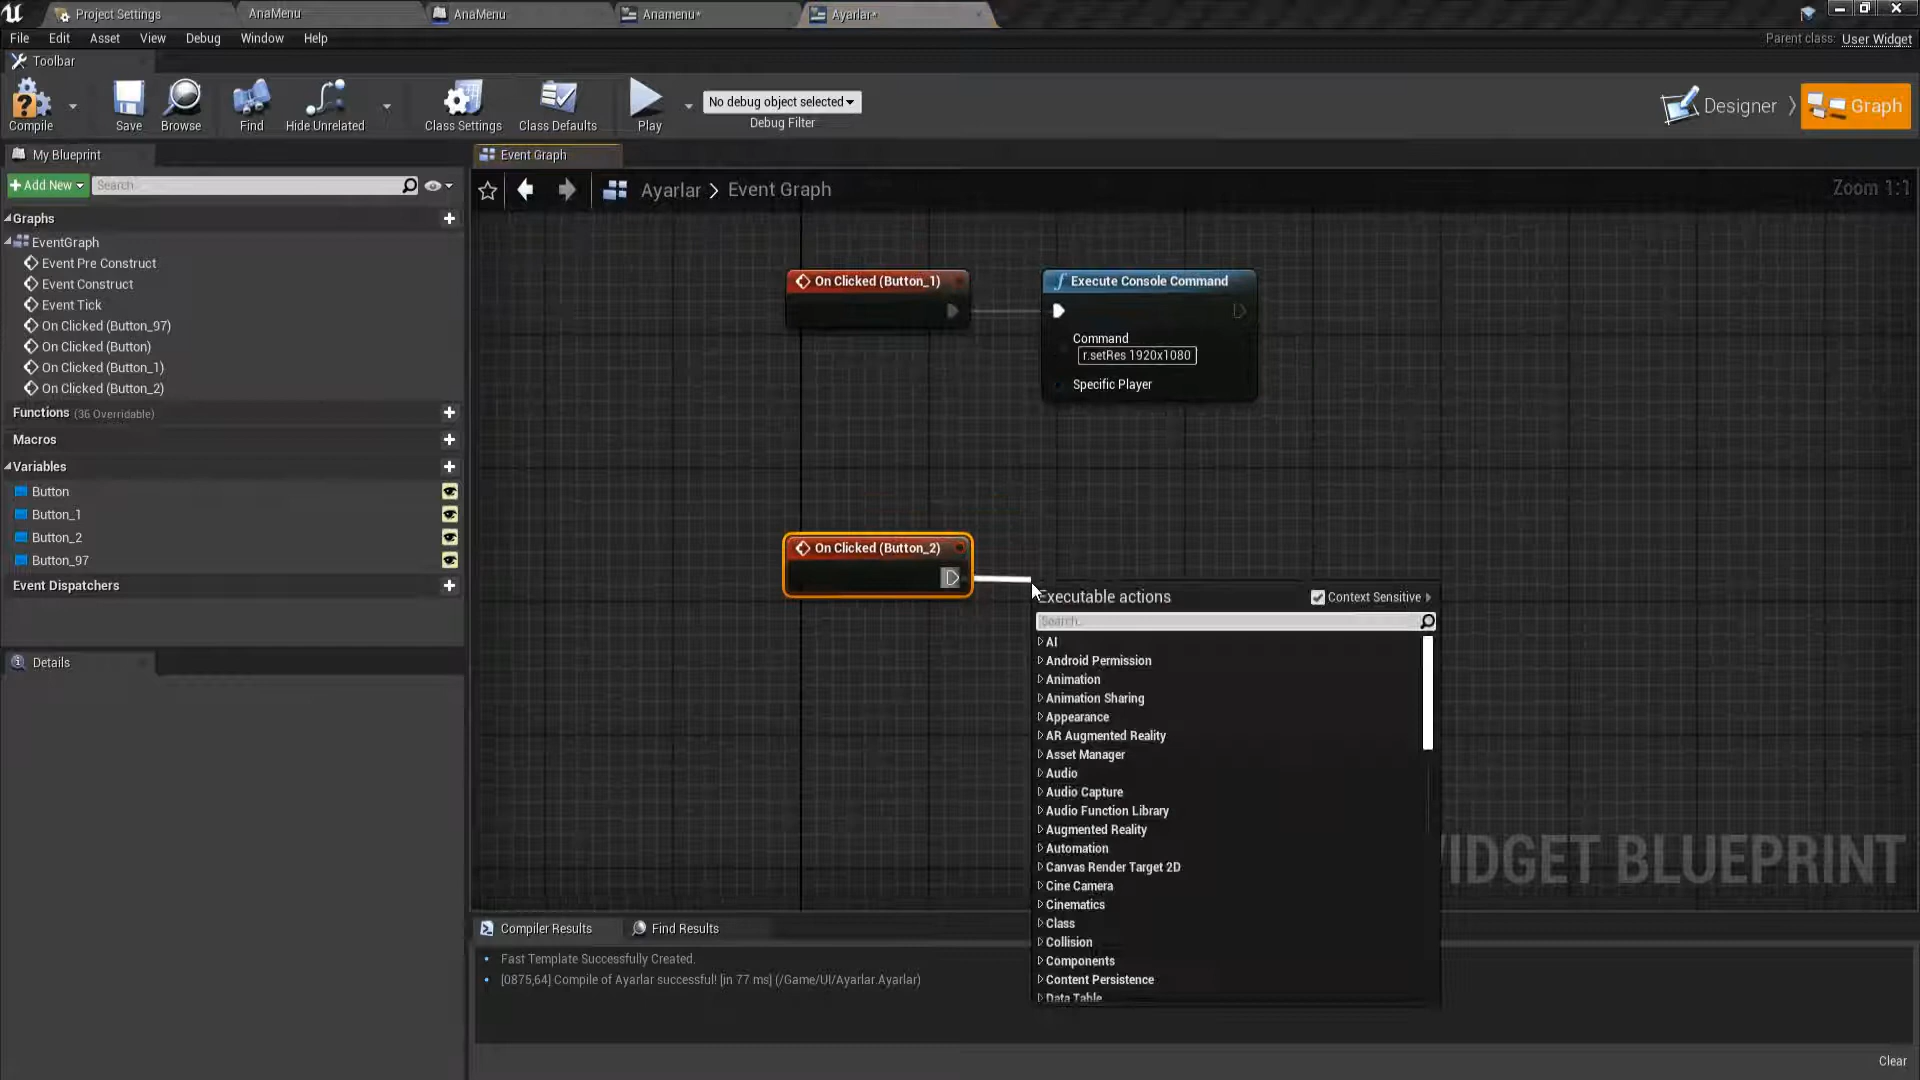 Project Settings
AnaMenu
AnaMenu
Anamenu*
Ayarlar*
File
Edit
Asset
View
Debug
Window
Help
Parent class:
User Widget
Toolbar
Compile
Save
Browse
Find
Hide Unrelated
Class Settings
Class Defaults
Play
No debug object selected
Debug Filter
Designer
Graph
My Blueprint
Event Graph
Add New
Search
Ayarlar > Event Graph
Zoom 1:1
Graphs
EventGraph
Event Pre Construct
Event Construct
Event Tick
On Clicked (Button_97)
On Clicked (Button)
On Clicked (Button_1)
On Clicked (Button_2)
Functions (36 Overridable)
Macros
Variables
Button
Button_1
Button_2
Button_97
Event Dispatchers
Details
On Clicked (Button_1)
Execute Console Command
Command
r.setRes 1920x1080
Specific Player
On Clicked (Button_2)
Executable actions
Context Sensitive
Search
AI
Android Permission
Animation
Animation Sharing
Appearance
AR Augmented Reality
Asset Manager
Audio
Audio Capture
Audio Function Library
Augmented Reality
Automation
Canvas Render Target 2D
Cine Camera
Cinematics
Class
Collision
Components
Content Persistence
Data Table
IDGET BLUEPRINT
Compiler Results
Find Results
Fast Template Successfully Created.
[0875,64] Compile of Ayarlar successful! [in 77 ms] (/Game/UI/Ayarlar.Ayarlar)
Clear